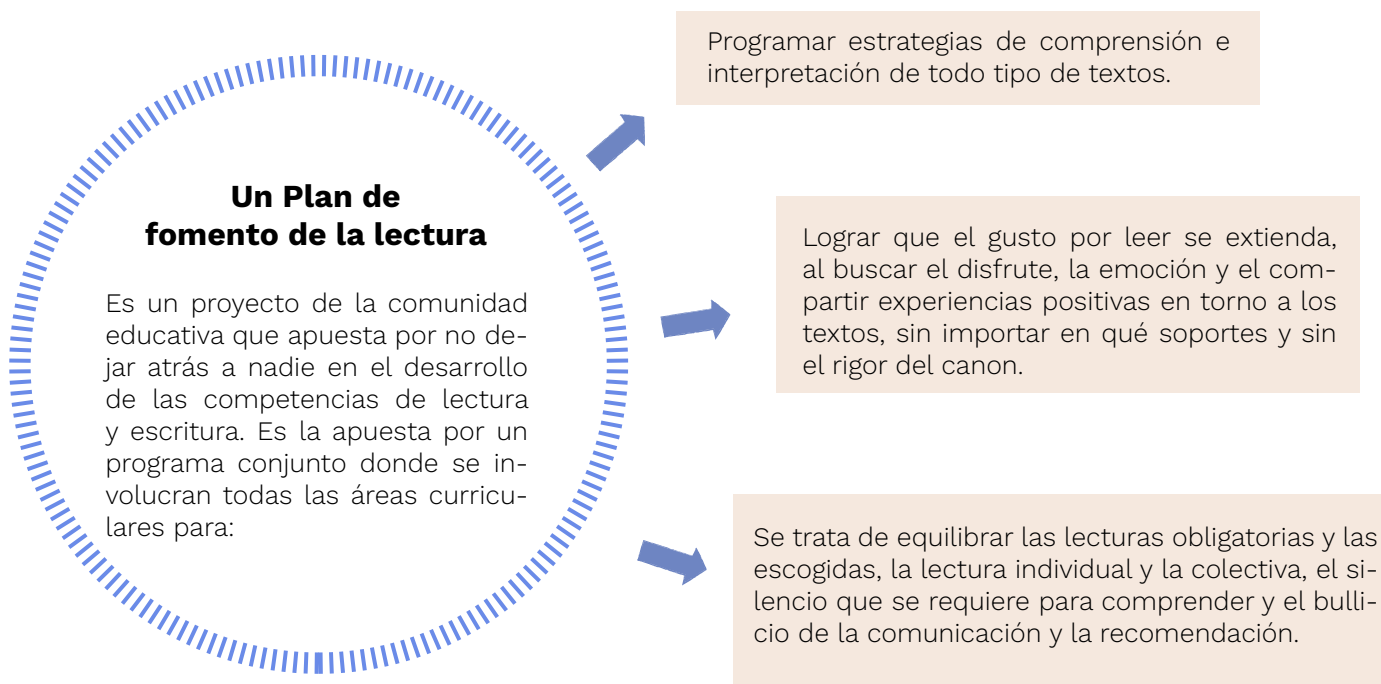 Un Plan de
fomento de la lectura
Es un proyecto de la comunidad
educativa que apuesta por no de-
jar atrás a nadie en el desarrollo
de las competencias de lectura
y escritura. Es la apuesta por un
programa conjunto donde se in-
volucran todas las áreas curricu-
lares para:
Programar estrategias de comprensión e
interpretación de todo tipo de textos.
Lograr que el gusto por leer se extienda,
al buscar el disfrute, la emoción y el com-
partir experiencias positivas en torno a los
textos, sin importar en qué soportes y sin
el rigor del canon.
Se trata de equilibrar las lecturas obligatorias y las
escogidas, la lectura individual y la colectiva, el si-
lencio que se requiere para comprender y el bulli-
cio de la comunicación y la recomendación.